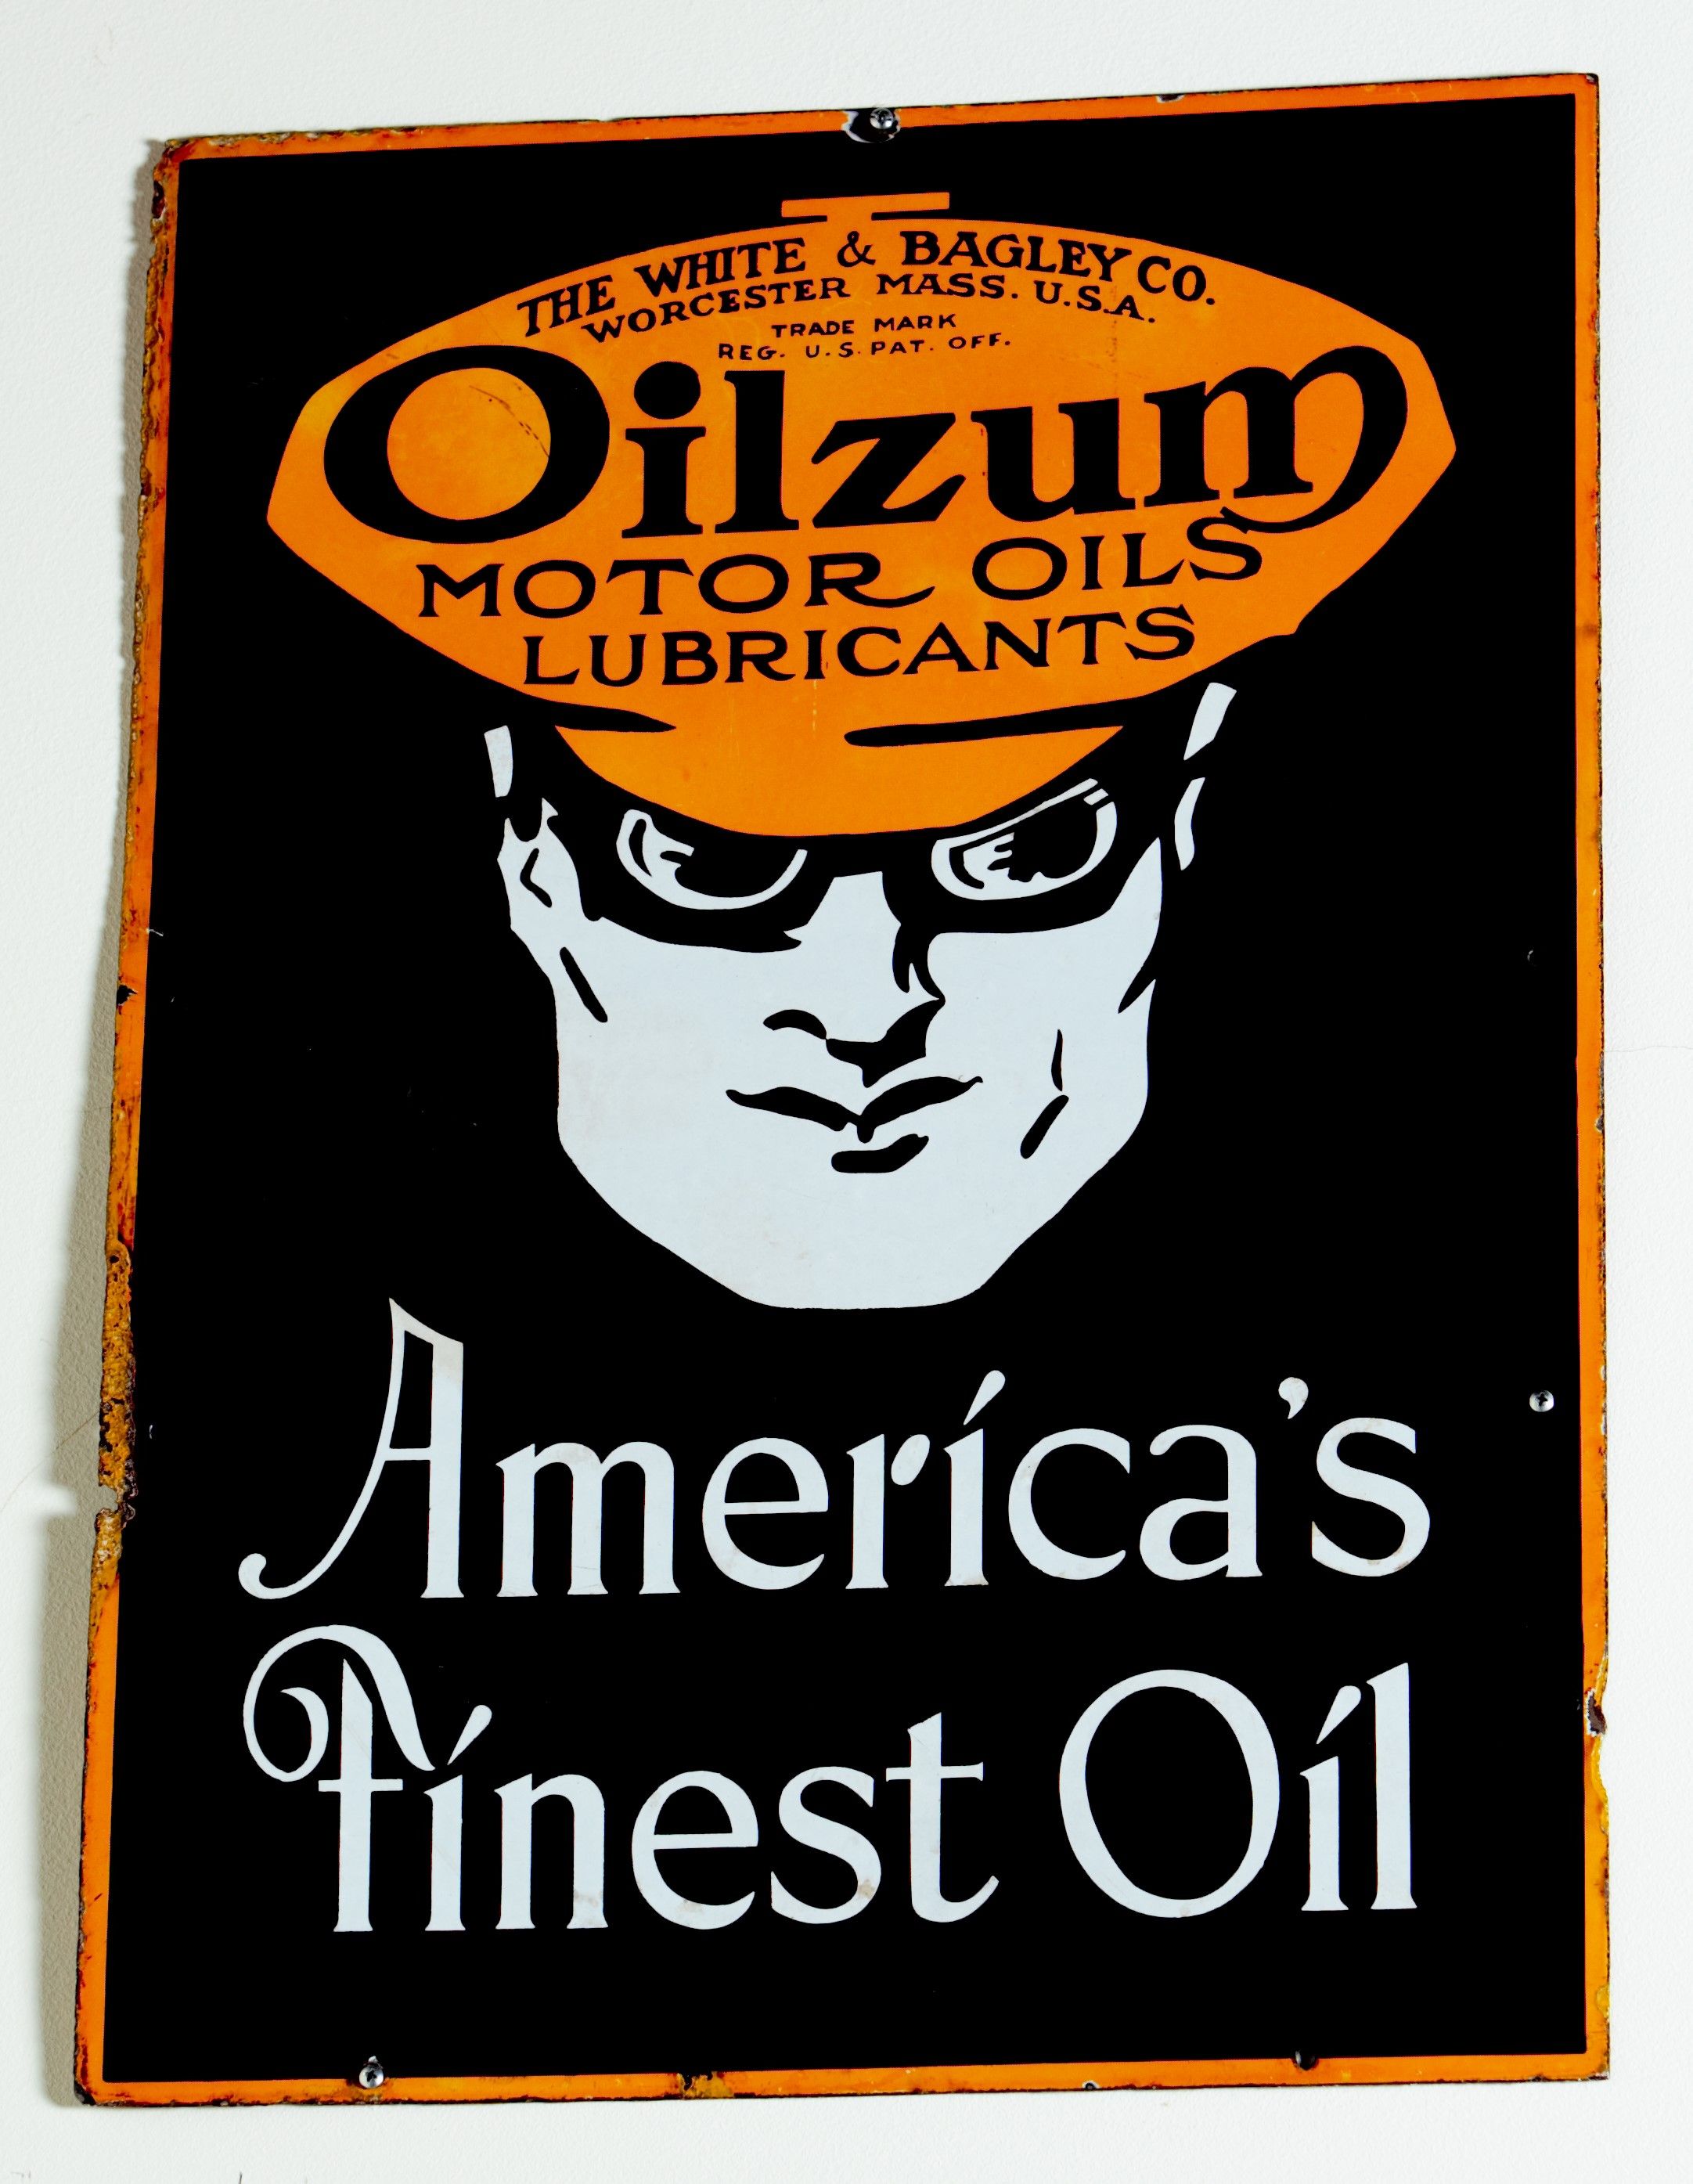 THE WHITE & BAGLEY CO.
WORCESTER MASS. U.S.A.
TRADE MARK
REG. U.S. PAT. OFF.
Oilzum
MOTOR OILS
LUBRICANTS
America's
finest Oil